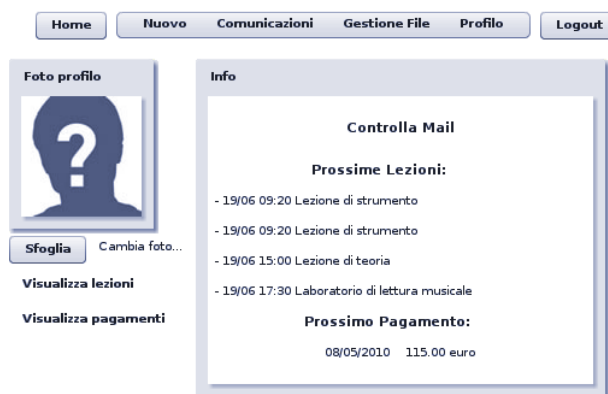 Home Nuovo Comunicazioni Gestione File Profilo Logout
Foto profilo
?
Sfoglia Cambia foto...
Visualizza lezioni
Visualizza pagamenti
Info
Controlla Mail
Prossime Lezioni:
- 19/06 09:20 Lezione di strumento
- 19/06 09:20 Lezione di strumento
- 19/06 15:00 Lezione di teoria
- 19/06 17:30 Laboratorio di lettura musicale
Prossimo Pagamento:
08/05/2010 115.00 euro